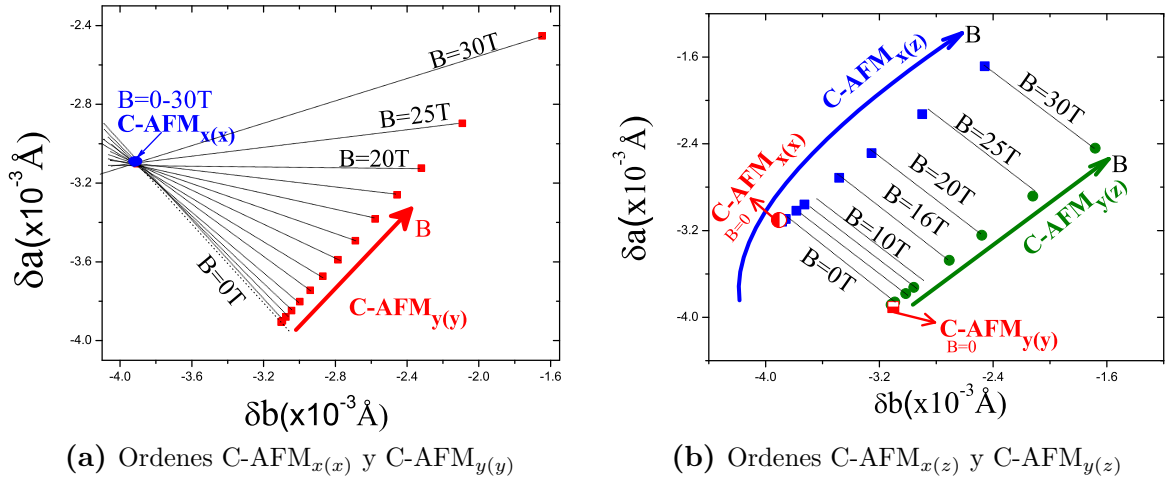 -2.4
-2.8
-3.2
-3.6
-4.0
δa(x10⁻³ Å)
B=30T
B=25T
B=20T
B=0-30T
C-AFMx(x)
B=0T
B
C-AFMy(y)
-4.0 -3.6 -3.2 -2.8 -2.4 -2.0 -1.6
δb(x10⁻³ Å)
(a) Ordenes C-AFMx(x) y C-AFMy(y)
-1.6
-2.4
-3.2
-4.0
δa(x10⁻³ Å)
C-AFMx(z)
B
B=30T
B=25T
B=20T
B=16T
B=10T
B=0T
C-AFMx(x)
B=0
B
C-AFMy(z)
C-AFMy(y)
B=0
-4.0 -3.2 -2.4 -1.6
δb(x10⁻³ Å)
(b) Ordenes C-AFMx(z) y C-AFMy(z)